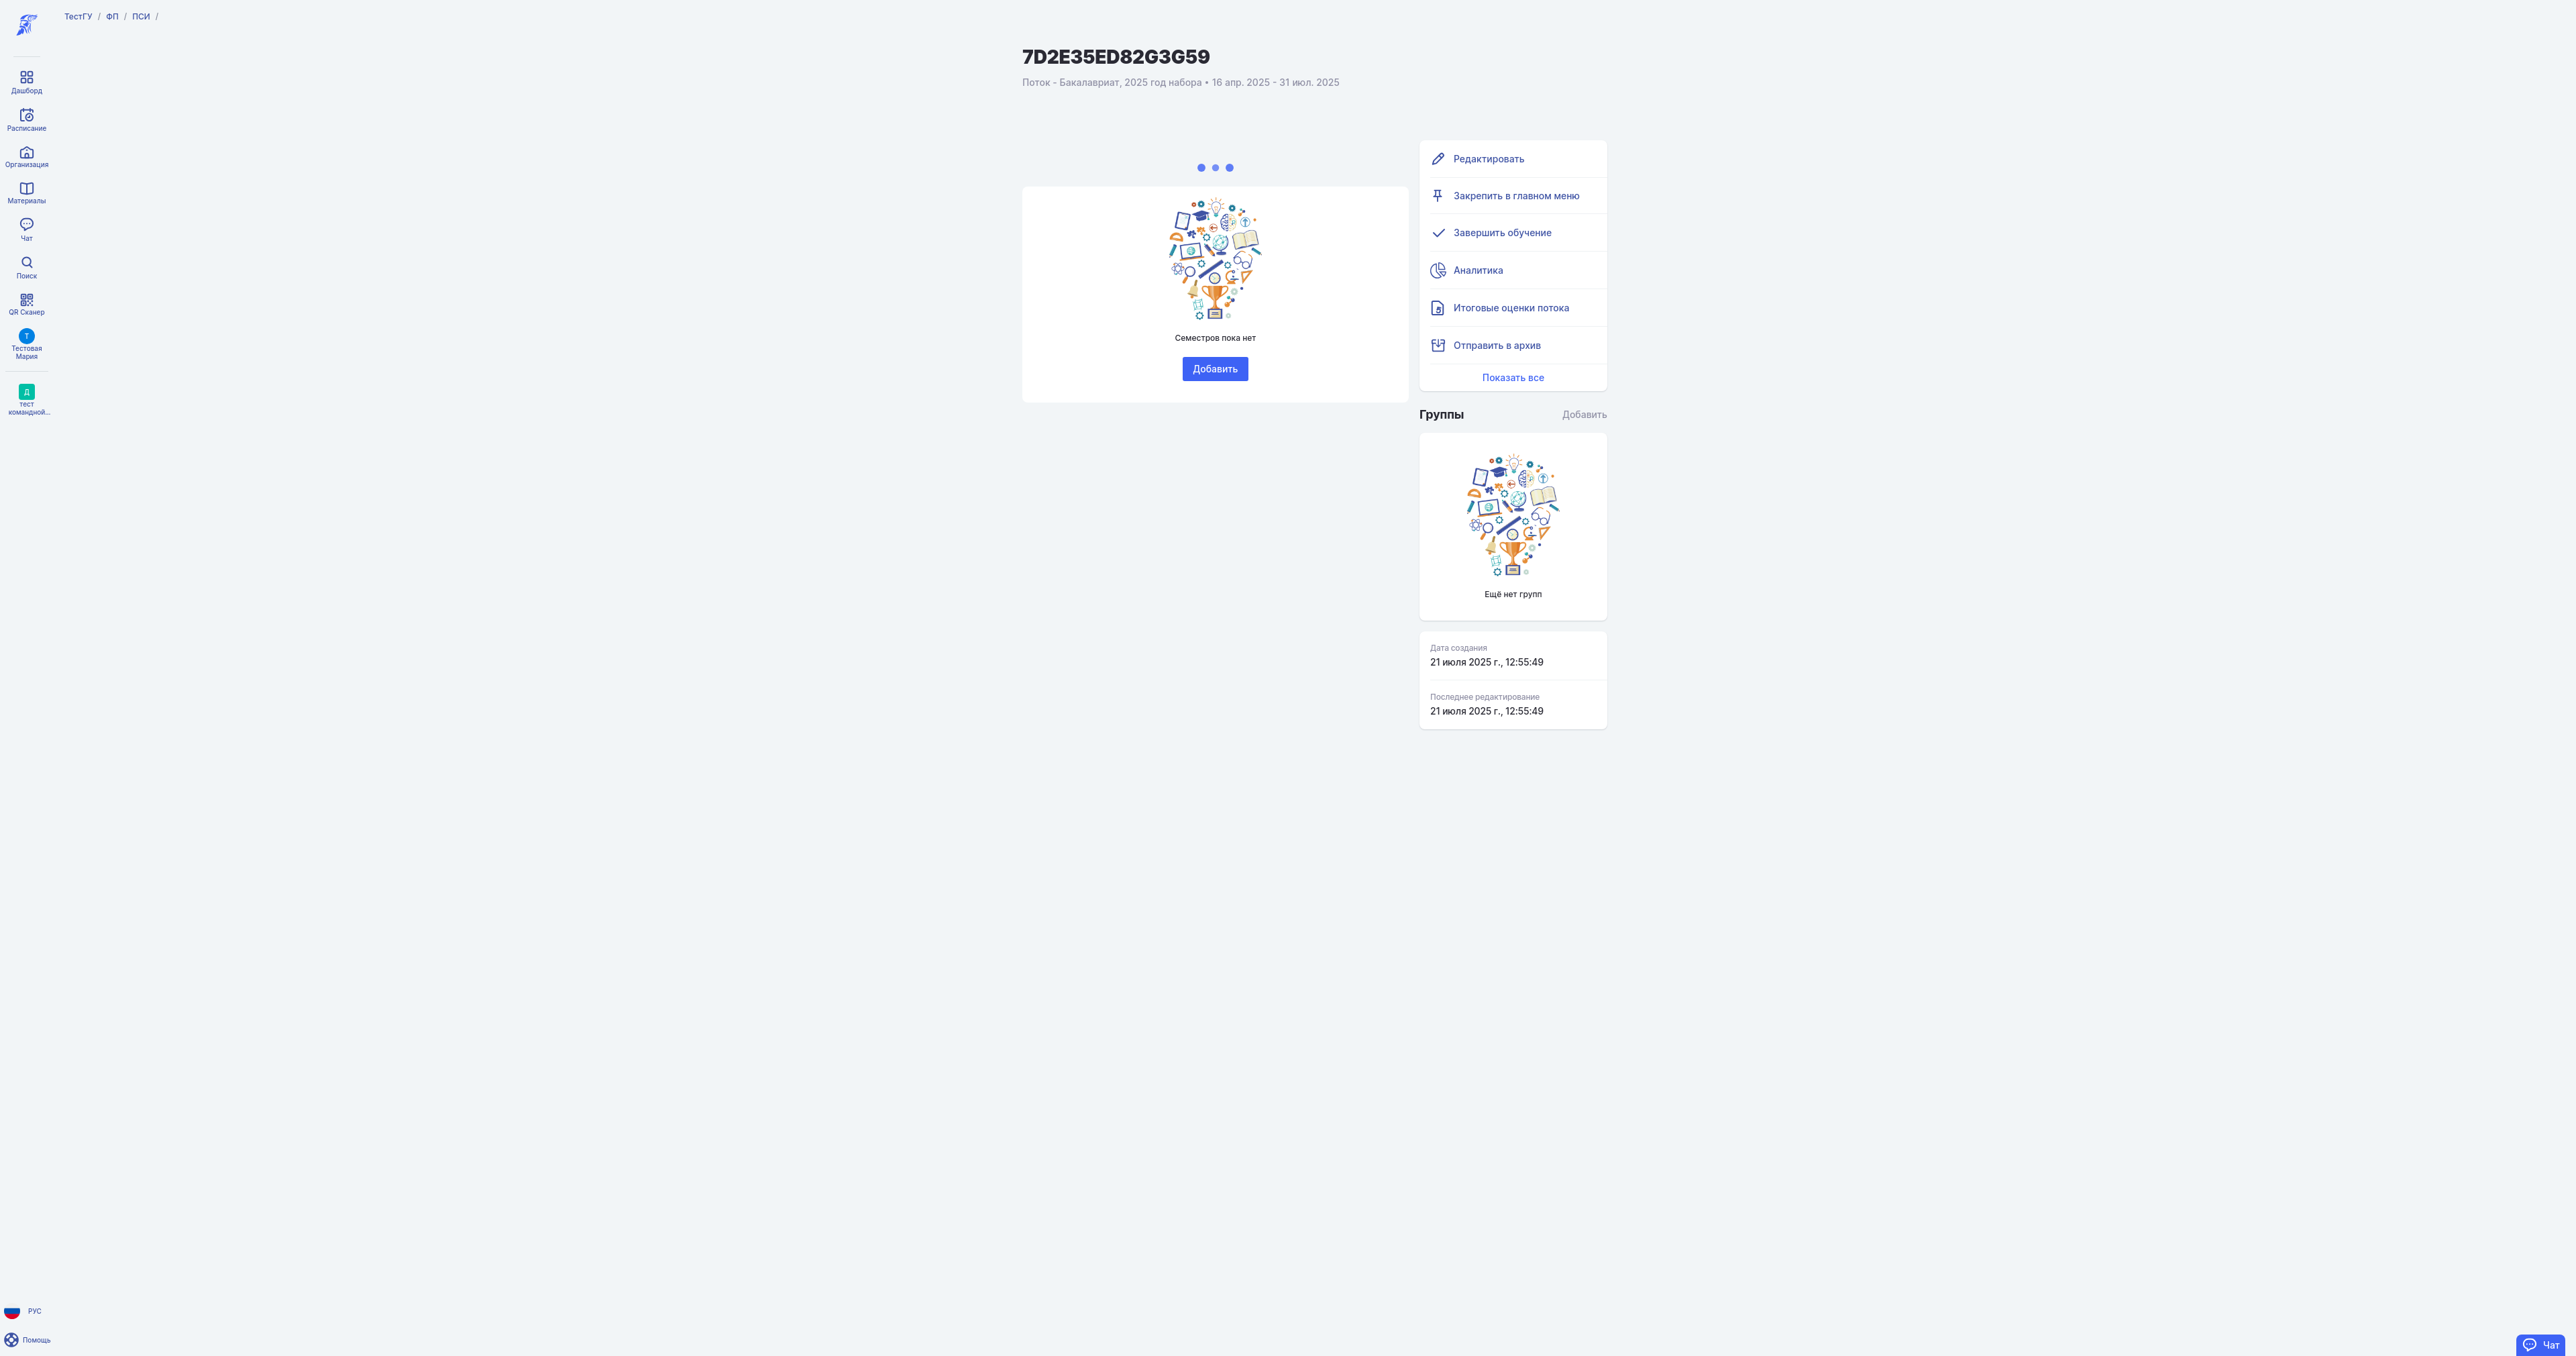 ТестГУ / ФП / ПСИ /
Дашборд
Расписание
Организация
Материалы
Чат
Поиск
QR Сканер
Т
Тестовая
Мария
Д
тест
командной...
РУС
Помощь
7D2E35ED82G3G59
Поток - Бакалавриат, 2025 год набора • 16 апр. 2025 - 31 июл. 2025
Семестров пока нет
Добавить
Редактировать
Закрепить в главном меню
Завершить обучение
Аналитика
Итоговые оценки потока
Отправить в архив
Показать все
Группы Добавить
Ещё нет групп
Дата создания
21 июля 2025 г., 12:55:49
Последнее редактирование
21 июля 2025 г., 12:55:49
Чат